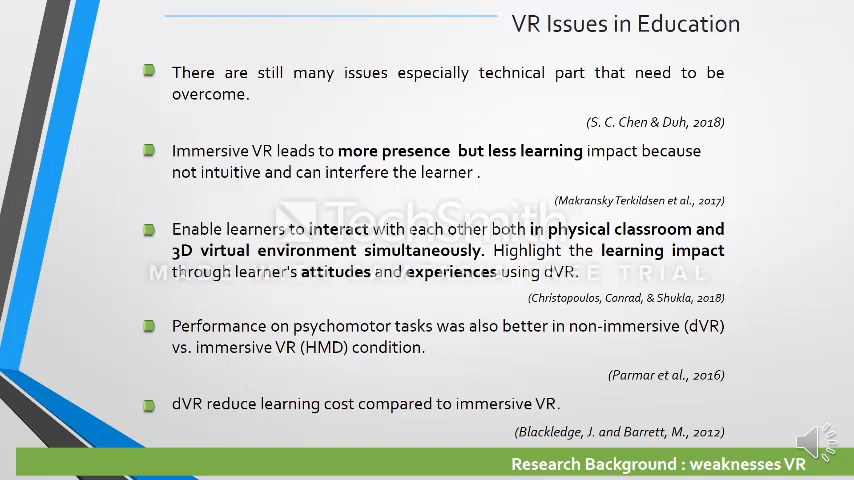 VR Issues in Education
There are still many issues especially technical part that need to be
overcome.
(S. C. Chen & Duh, 2018)
Immersive VR leads to more presence but less learning impact because
not intuitive and can interfere the learner .
(Makransky Terkildsen et al., 2017)
TechSmith
Enable learners to interact with each other both in physical classroom and
3D virtual environment simultaneously. Highlight the learning impact
through learner's attitudes and experiences using dVR.
MADE WITH FREE TRIAL
(Christopoulos, Conrad, & Shukla, 2018)
Performance on psychomotor tasks was also better in non-immersive (dVR)
vs. immersive VR (HMD) condition.
(Parmar et al., 2016)
dVR reduce learning cost compared to immersive VR.
(Blackledge, J. and Barrett, M., 2012)
Research Background : weaknesses VR